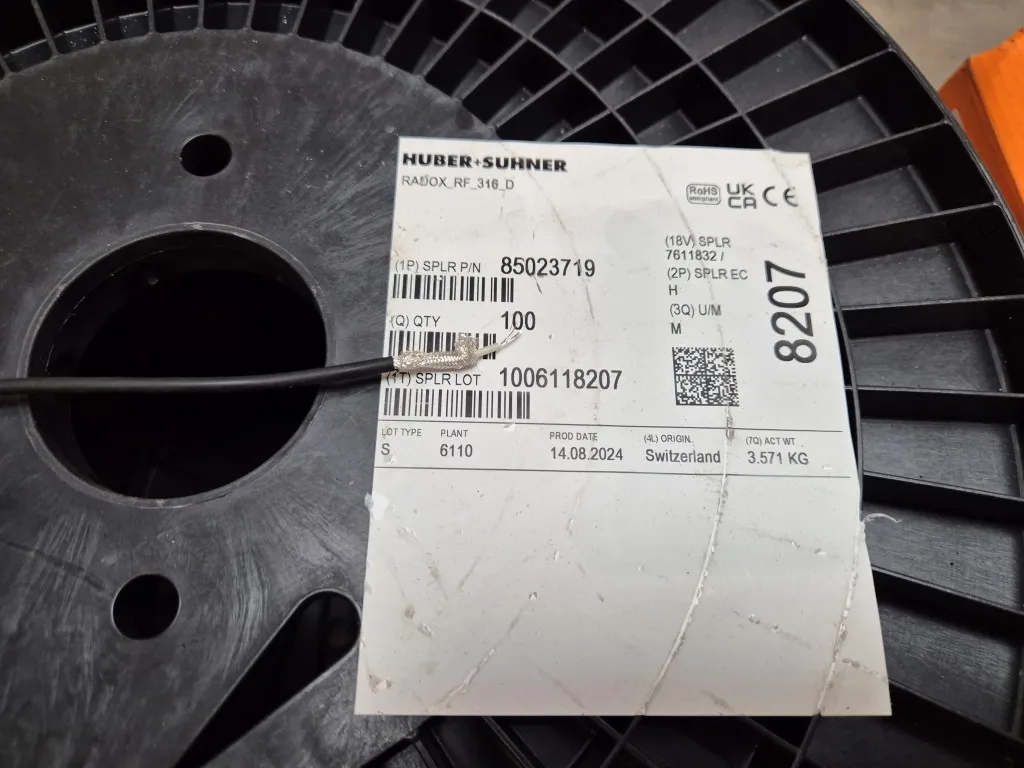 HUBER+SUHNER
RADOX_RF_316_D
RoHS
compliant
UK
CA CE
(1P) SPLR P/N 85023719
(18V) SPLR
7611832 /
(2P) SPLR EC
H
(3Q) U/M
M
8207
(Q) QTY 100
(1T) SPLR LOT 1006118207
LOT TYPE PLANT PROD DATE (4L) ORIGIN. (7Q) ACT WT
S 6110 14.08.2024 Switzerland 3.571 KG